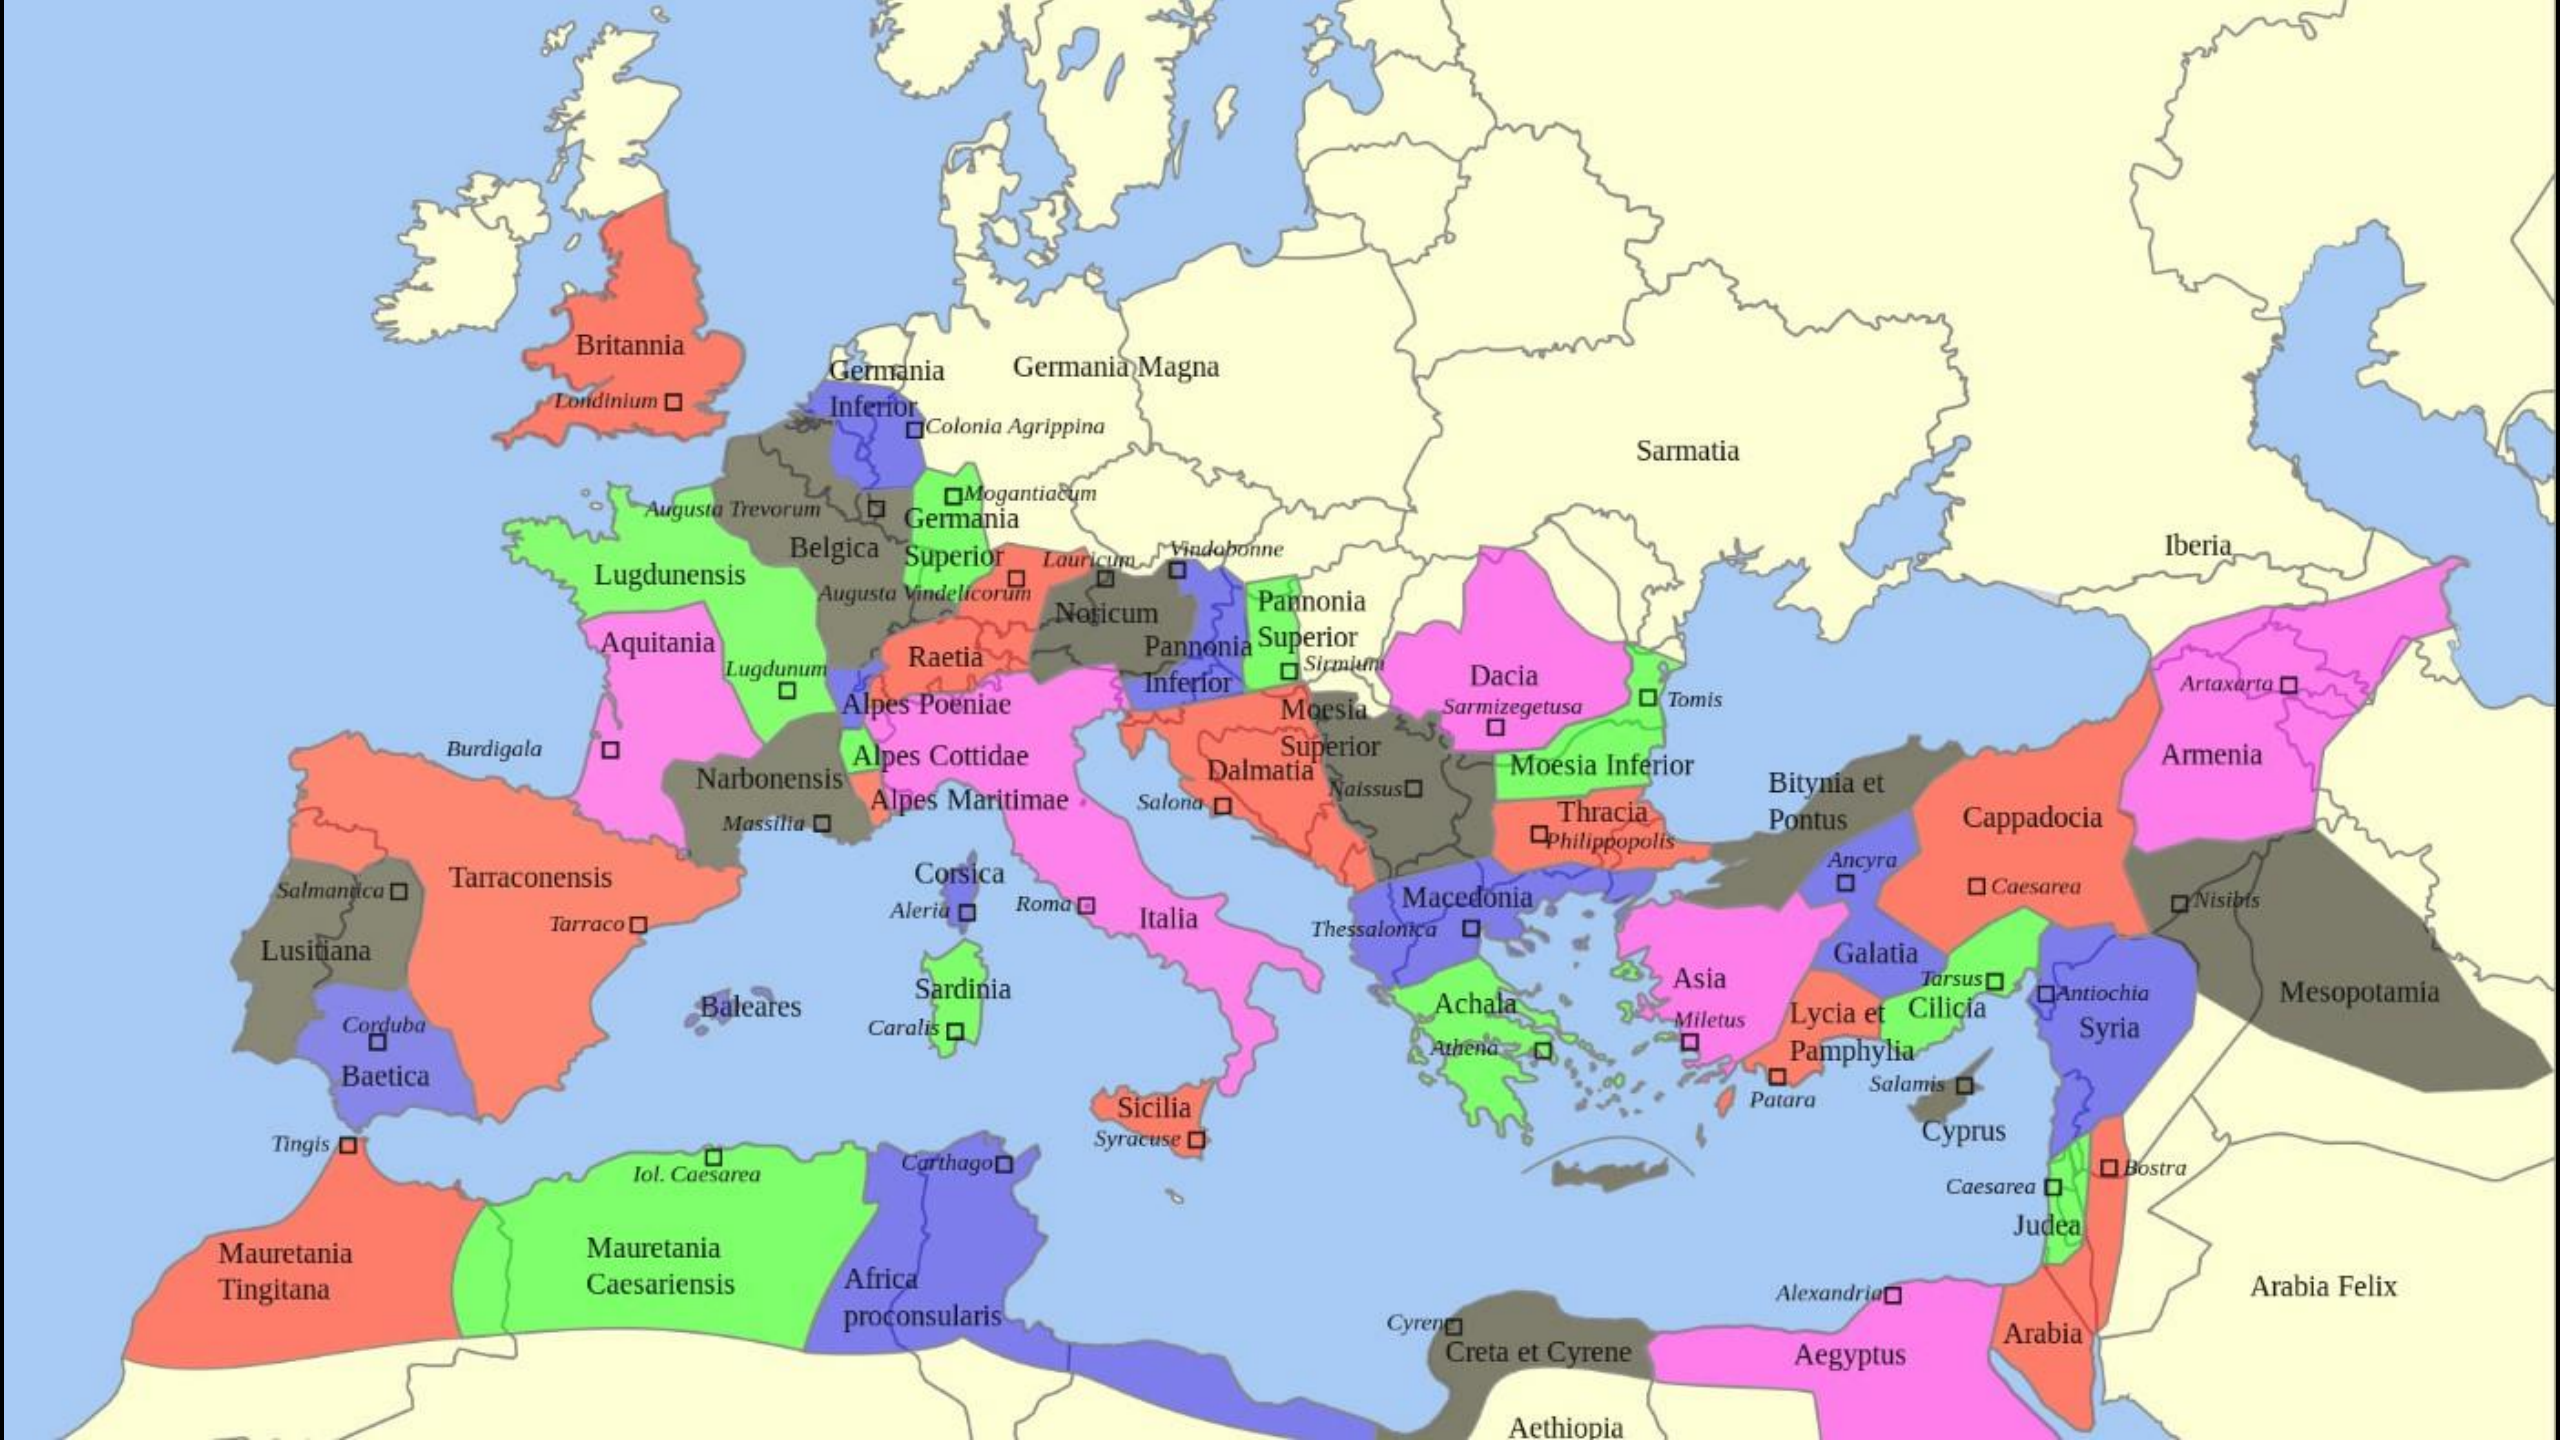 Britannia
Londinium
Germania
Inferior
Germania Magna
Colonia Agrippina
Sarmatia
Mogantiacum
Augusta Trevorum
Germania
Superior
Belgica
Lauricum
Vindobonne
Iberia
Lugdunensis
Augusta Vindelicorum
Noricum
Pannonia
Superior
Aquitania
Raetia
Pannonia
Inferior
Sirmium
Lugdunum
Dacia
Sarmizegetusa
Tomis
Artaxarta
Alpes Poeniae
Moesia
Superior
Burdigala
Alpes Cottidae
Dalmatia
Moesia Inferior
Armenia
Narbonensis
Alpes Maritimae
Naissus
Bitynia et
Pontus
Salona
Thracia
Philippopolis
Cappadocia
Massilia
Tarraconensis
Corsica
Ancyra
Salmantica
Aleria
Roma
Italia
Macedonia
Caesarea
Nisibis
Tarraco
Thessalonica
Lusitiana
Galatia
Sardinia
Asia
Tarsus
Antiochia
Mesopotamia
Baleares
Achala
Lycia et
Pamphylia
Cilicia
Corduba
Caralis
Miletus
Syria
Athena
Baetica
Salamis
Sicilia
Patara
Cyprus
Tingis
Syracuse
Iol. Caesarea
Carthago
Bostra
Caesarea
Judea
Mauretania
Tingitana
Mauretania
Caesariensis
Africa
proconsularis
Alexandria
Arabia Felix
Cyrene
Creta et Cyrene
Aegyptus
Arabia
Aethiopia